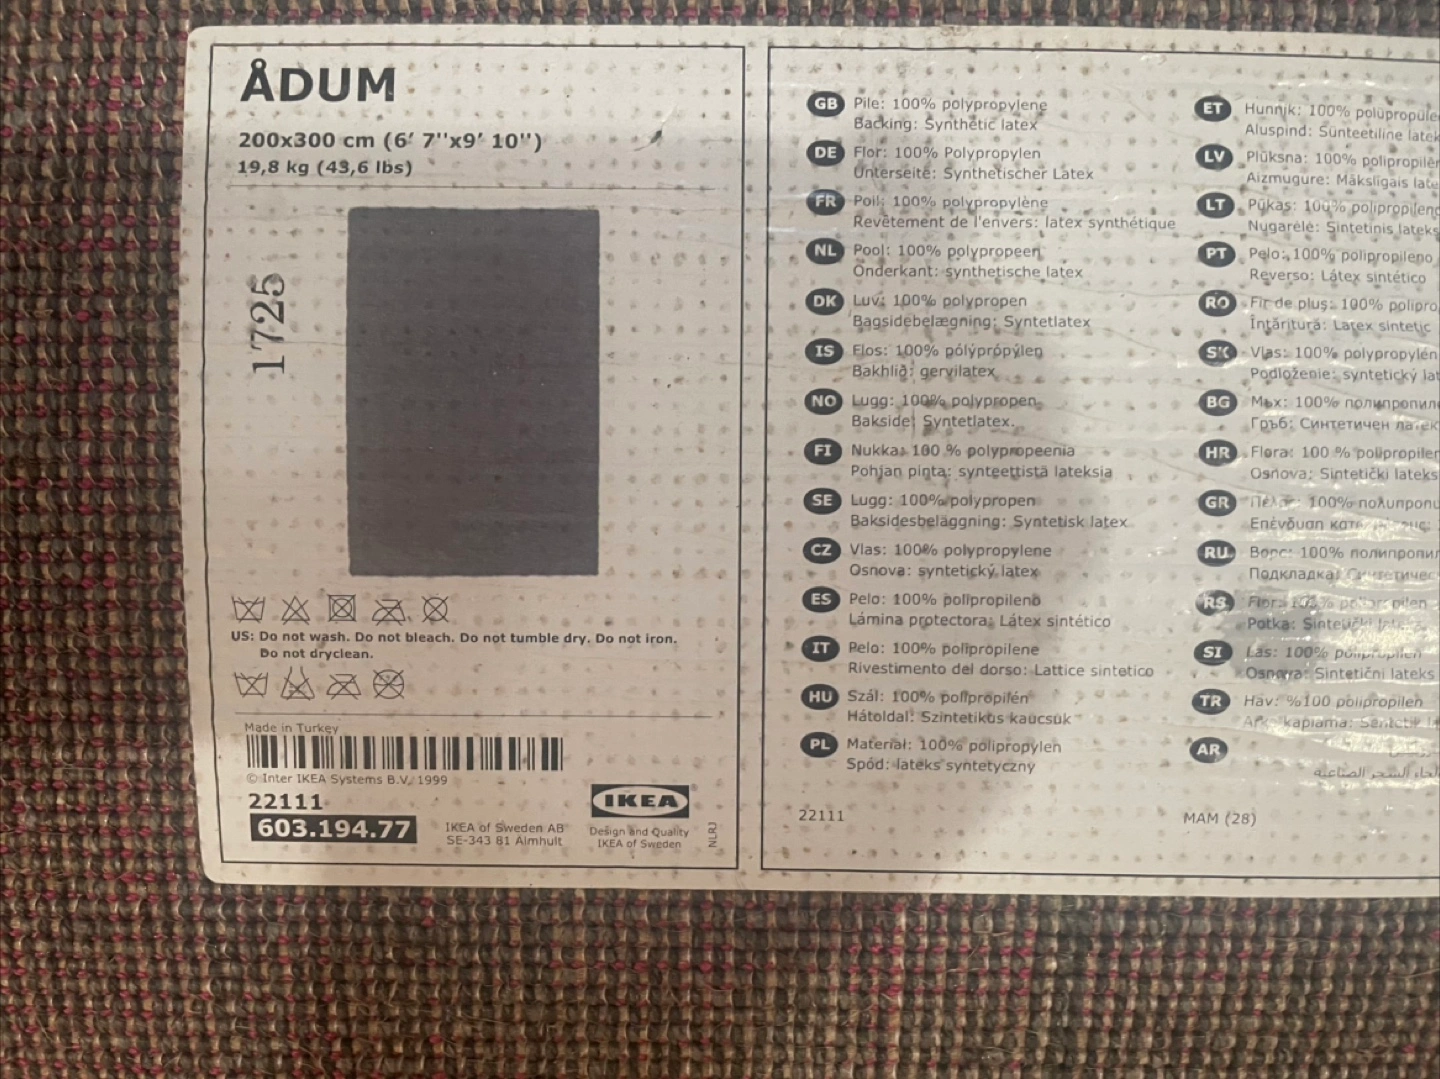 ÅDUM
200x300 cm (6' 7"x9' 10")
19,8 kg (43,6 lbs)
1725
US: Do not wash. Do not bleach. Do not tumble dry. Do not iron.
Do not dryclean.
Made in Turkey
© Inter IKEA Systems B.V. 1999
22111
603.194.77
IKEA of Sweden AB
SE-343 81 Älmhult
IKEA
Design and Quality
IKEA of Sweden
NLRJ
GB Pile: 100% polypropylene
Backing: Synthetic latex
DE Flor: 100% Polypropylen
Unterseite: Synthetischer Latex
FR Poil: 100% polypropylène
Revêtement de l'envers: latex synthétique
NL Pool: 100% polypropeen
Onderkant: synthetische latex
DK Luv: 100% polypropen
Bagsidebelægning: Syntetlatex
IS Flos: 100% pólýprópýlen
Bakhlið: gervilatex
NO Lugg: 100% polypropen
Bakside: Syntetlatex.
FI Nukka: 100 % polypropeenia
Pohjan pinta: synteettistä lateksia
SE Lugg: 100% polypropen
Baksidesbeläggning: Syntetisk latex
CZ Vlas: 100% polypropylene
Osnova: syntetický latex
ES Pelo: 100% polipropileno
Lámina protectora: Látex sintético
IT Pelo: 100% polipropilene
Rivestimento del dorso: Lattice sintetico
HU Szál: 100% polipropilén
Hátoldal: Szintetikus kaucsuk
PL Materiał: 100% polipropylen
Spód: lateks syntetyczny
22111
ET Hunnik: 100%
Aluspind: Sünteetiline
LV Plūksna: 100%
Aizmugure: Mākslīgais
LT Pūkas: 100%
Nugarėlė: Sintetinis lateks
PT Pelo: 100% polipropileno
Reverso: Látex sintético
RO Fir de pluş: 100%
Întăritură: Latex sintetic
SK Vlas: 100% polypropylén
Podloženie: syntetický
BG Мъх: 100%
Гръб: Синтетичен
HR Flora: 100 %
Osnova: Sintetički lateks
GR 100%
Επένδυση
RU Ворс: 100%
Подкладка:
RS
Potka:
SI Las: 100% polipropilen
Osnova: Sintetični lateks
TR Hav: %100 polipropilen
kaplama:
AR
MAM (28)